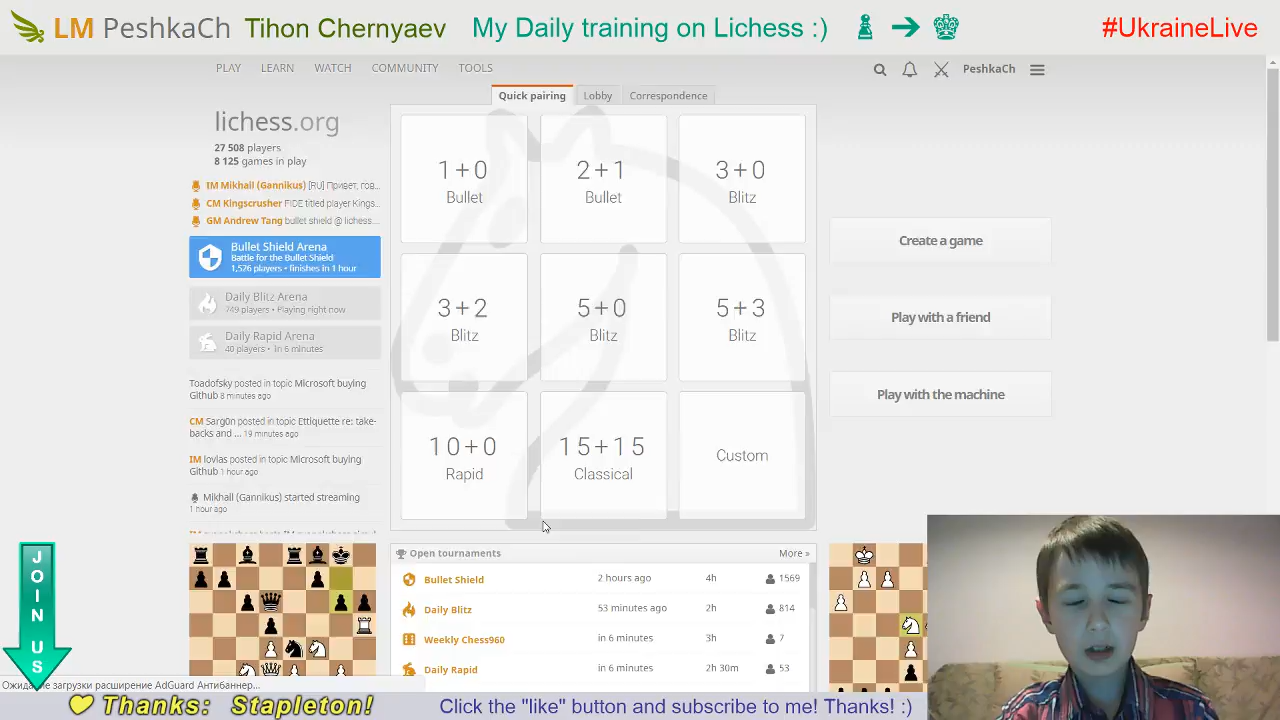 LM PeshkaCh Tihon Chernyaev My Daily training on Lichess :) #UkraineLive
PLAY LEARN WATCH COMMUNITY TOOLS PeshkaCh
Quick pairing Lobby Correspondence
lichess.org
27 508 players
8 125 games in play
IM Mikhail (Gannikus) [RU] Привет, гов...
CM Kingscrusher FIDE titled player Kings...
GM Andrew Tang bullet shield @ lichess...
Bullet Shield Arena
Battle for the Bullet Shield
1,526 players • finishes in 1 hour
Daily Blitz Arena
749 players • Playing right now
Daily Rapid Arena
40 players • in 6 minutes
Toadofsky posted in topic Microsoft buying
Github 8 minutes ago
CM Sarg0n posted in topic Ettiquette re: take-
backs and ... 19 minutes ago
IM lovlas posted in topic Microsoft buying
Github 1 hour ago
Mikhail (Gannikus) started streaming
1 hour ago
1+0
Bullet
2+1
Bullet
3+0
Blitz
3+2
Blitz
5+0
Blitz
5+3
Blitz
10+0
Rapid
15+15
Classical
Custom
Create a game
Play with a friend
Play with the machine
Open tournaments More »
Bullet Shield 2 hours ago 4h 1569
Daily Blitz 53 minutes ago 2h 814
Weekly Chess960 in 6 minutes 3h 7
Daily Rapid in 6 minutes 2h 30m 53
JOIN US
Ожидание загрузки расширение AdGuard Антибаннер...
Thanks: Stapleton!
Click the "like" button and subscribe to me! Thanks! :)